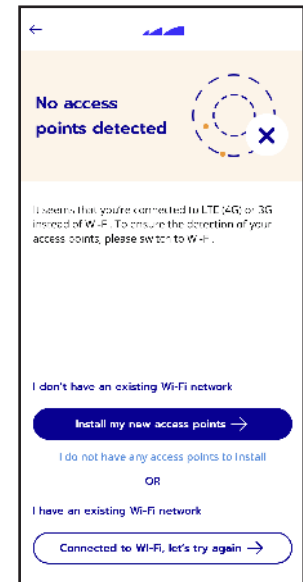 No access
points detected
It seems that you're connected to LTE (4G) or 3G
instead of Wi-Fi. To ensure the detection of your
access points, please switch to Wi-Fi.
I don't have an existing Wi-Fi network
Install my new access points →
I do not have any access points to install
OR
I have an existing Wi-Fi network
Connected to Wi-Fi, let's try again →